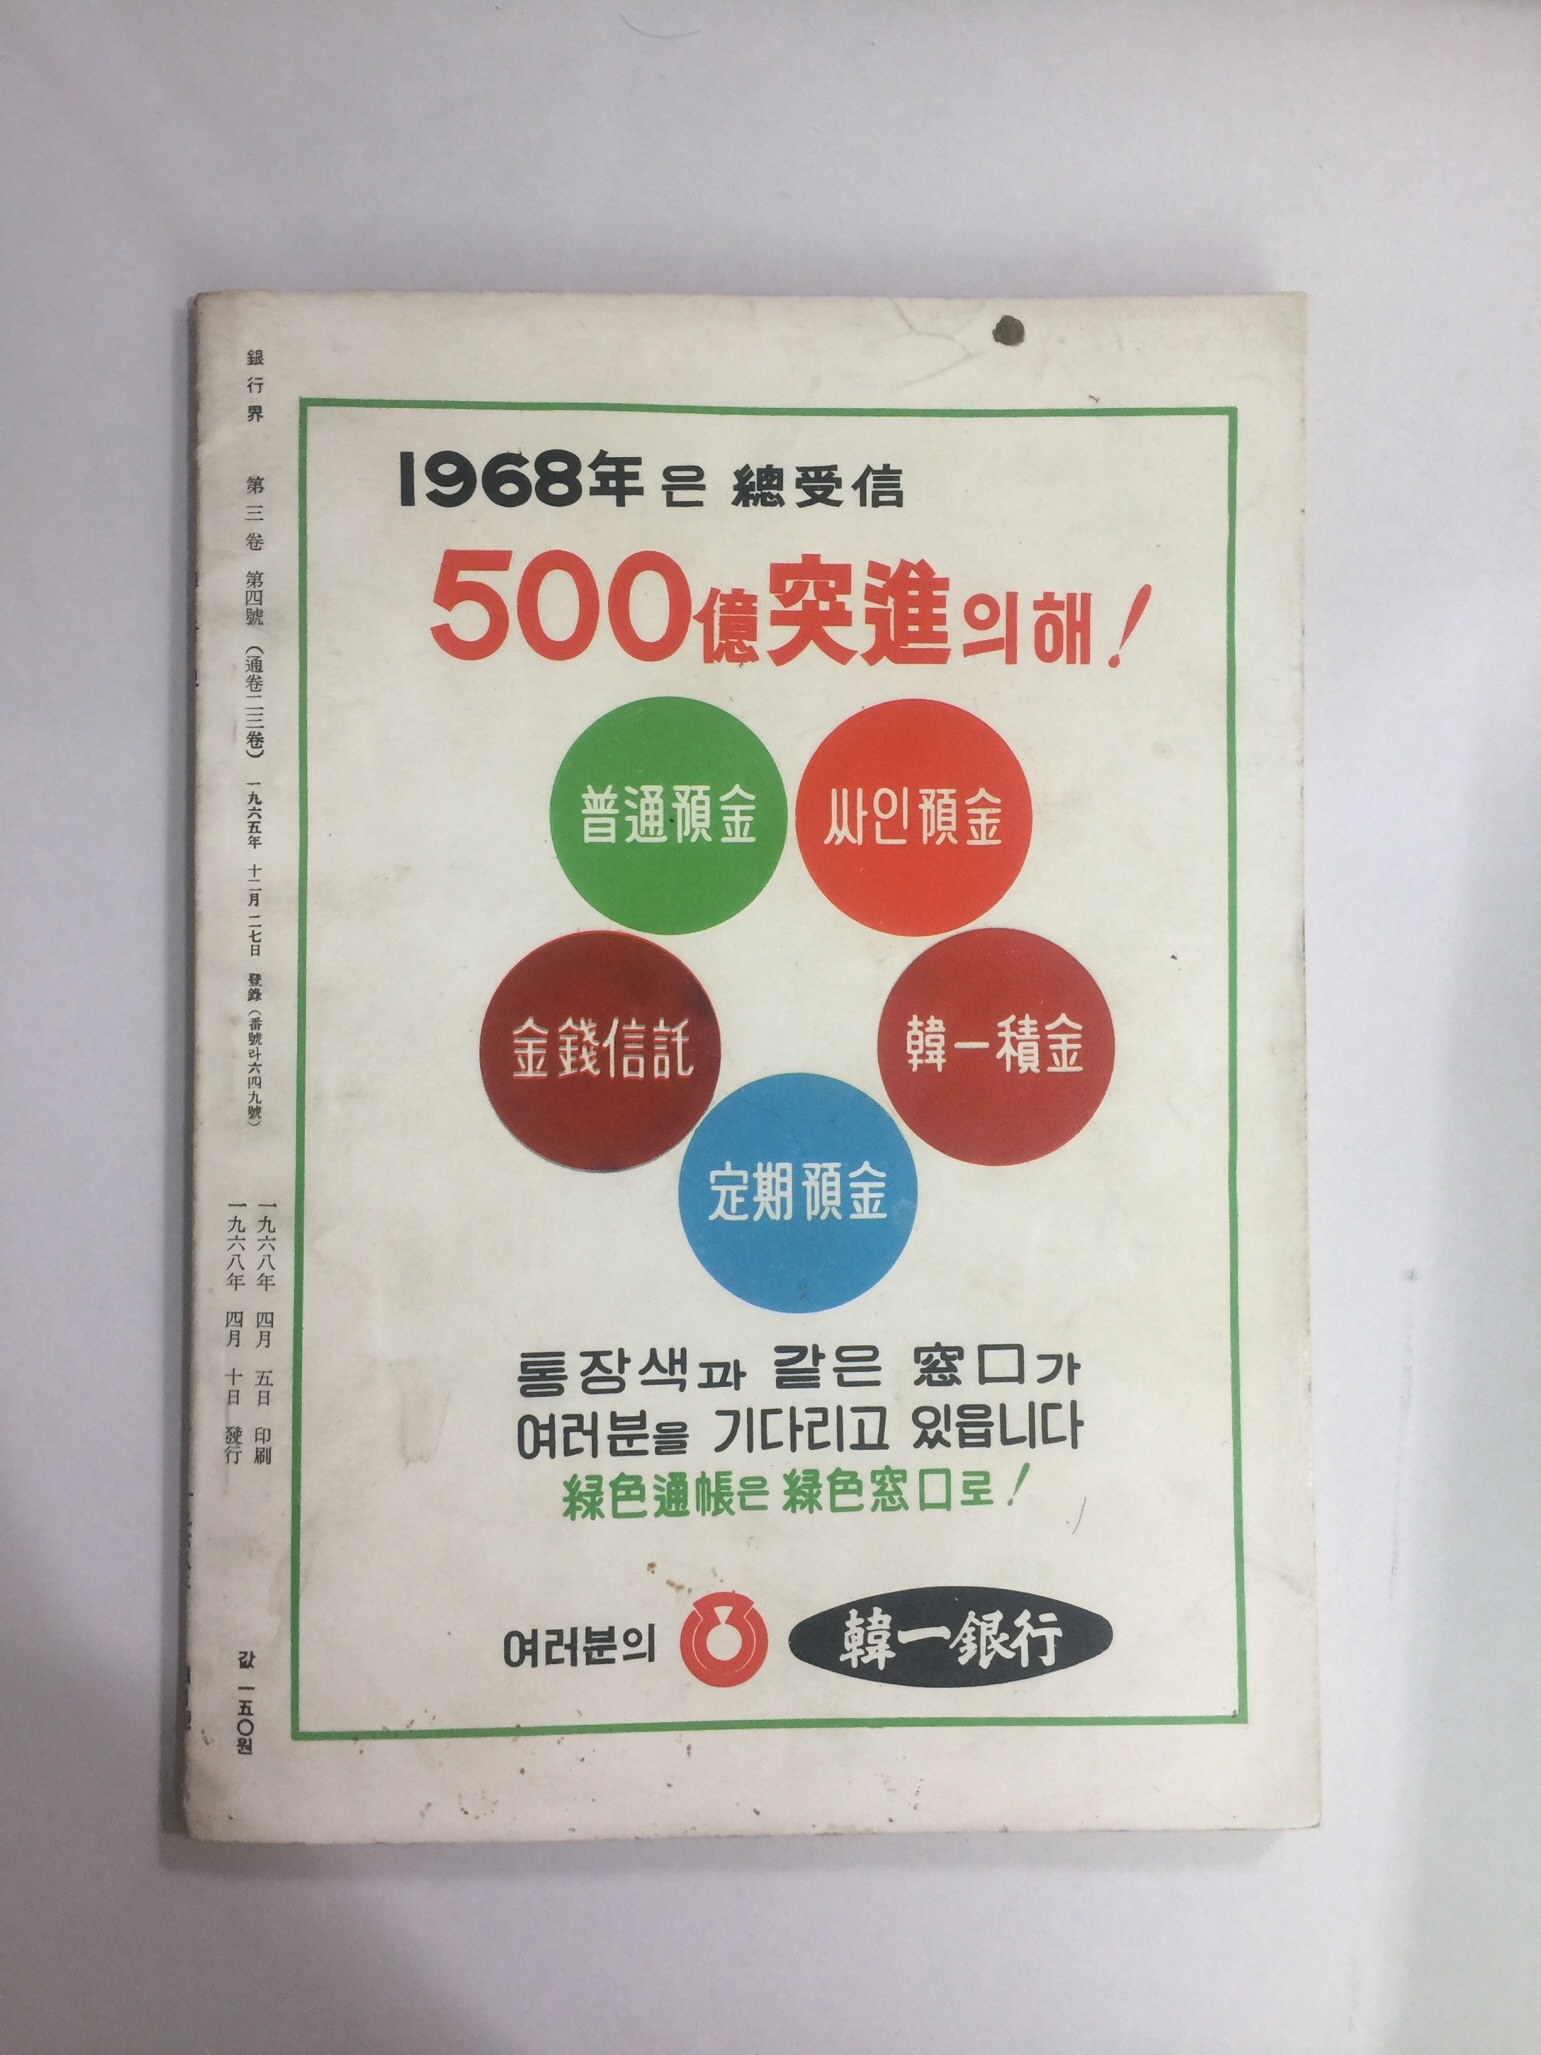 1968年은 總受信
500億突進의해!
普通預金
싸인預金
金錢信託
韓一積金
定期預金
통장색과 같은 窓口가
여러분을 기다리고 있읍니다
緑色通帳은 緑色窓口로!
여러분의 韓一銀行
銀行界 第三卷 第四號 (通卷二三卷) 一九六五年 十二月 二七日 登錄 (番號라六四九號)
一九六八年 四月 五日 印刷
一九六八年 四月 十日 發行
값 一五〇원